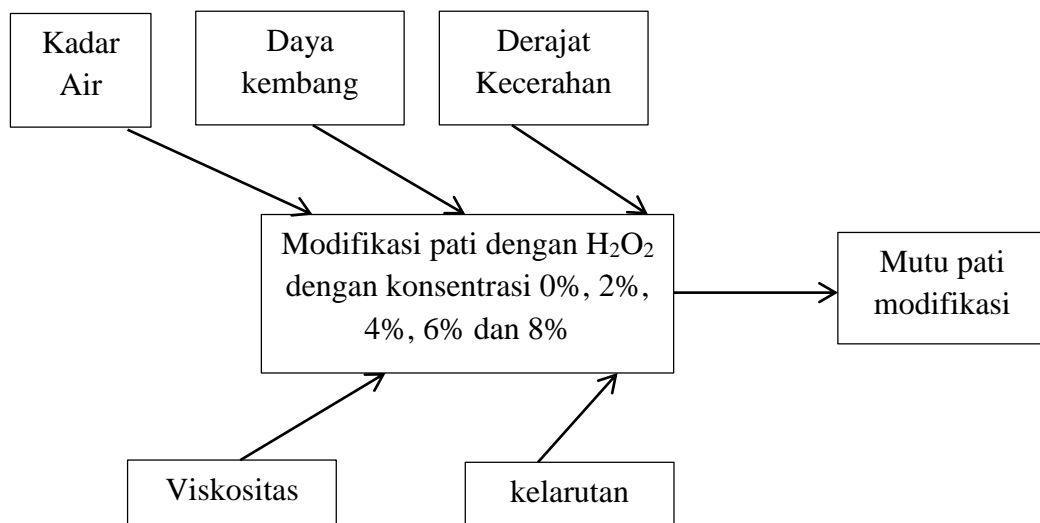 Kadar
Air
Daya
kembang
Derajat
Kecerahan
Modifikasi pati dengan H₂O₂
dengan konsentrasi 0%, 2%,
4%, 6% dan 8%
Mutu pati
modifikasi
Viskositas
kelarutan